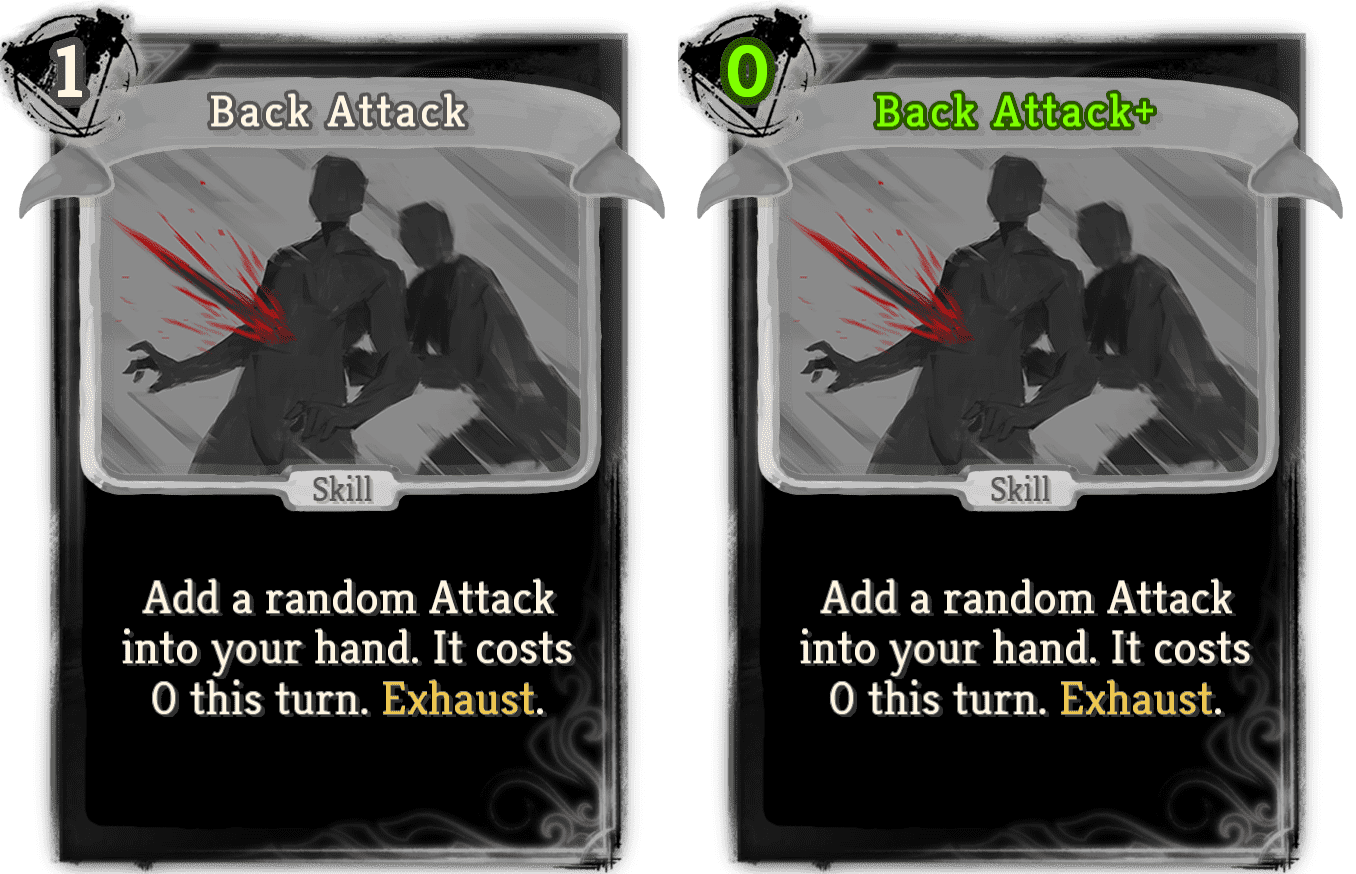 1
Back Attack
Skill
Add a random Attack
into your hand. It costs
0 this turn. Exhaust.
0
Back Attack+
Skill
Add a random Attack
into your hand. It costs
0 this turn. Exhaust.